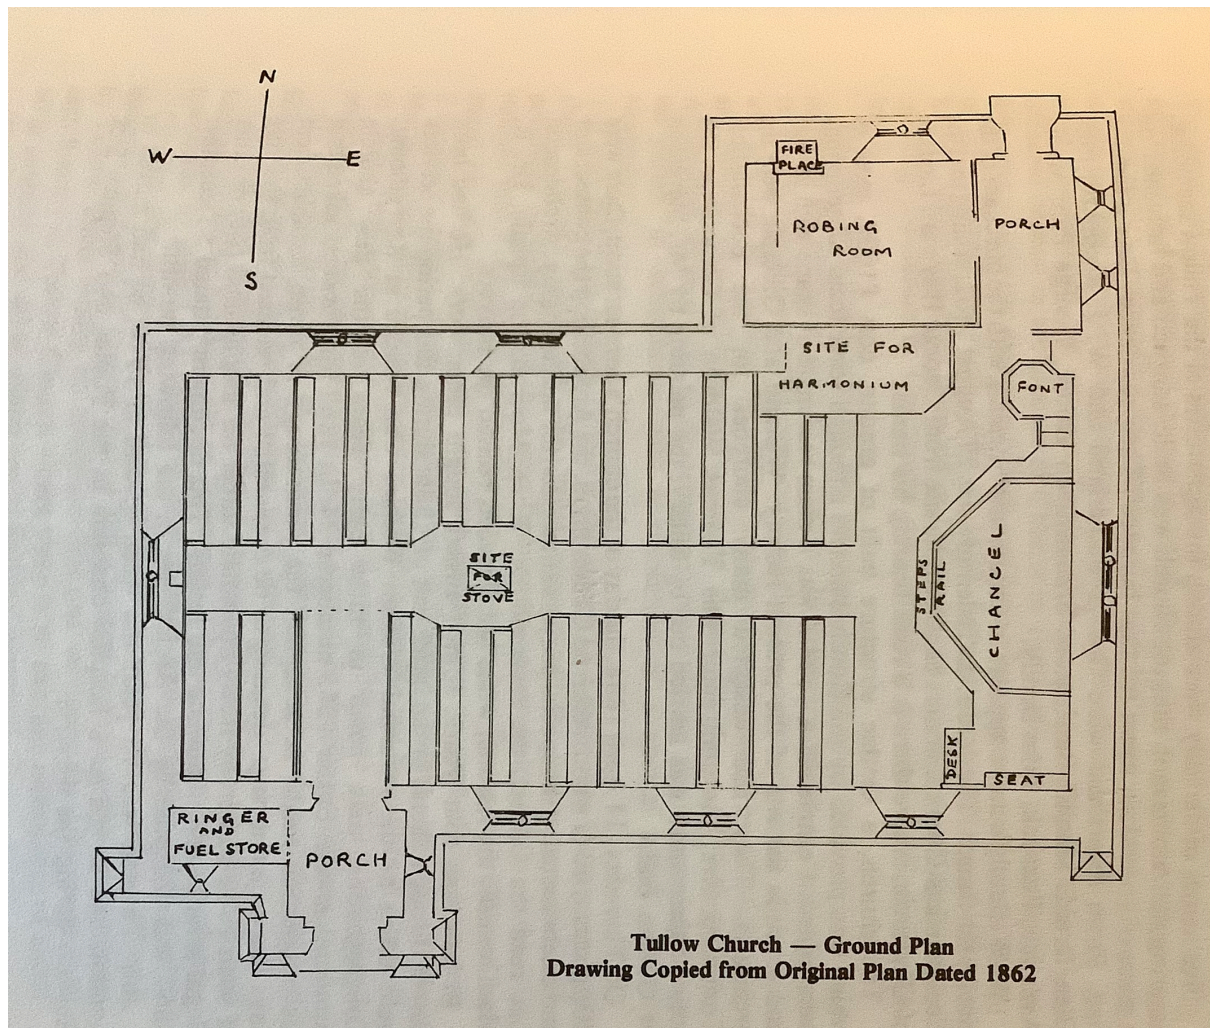 N
W E
S
FIRE
PLACE
ROBING
ROOM
PORCH
SITE FOR
HARMONIUM
FONT
SITE
FOR
STOVE
STEPS
RAIL
CHANCEL
DESK
SEAT
RINGER
AND
FUEL STORE
PORCH
Tullow Church — Ground Plan
Drawing Copied from Original Plan Dated 1862